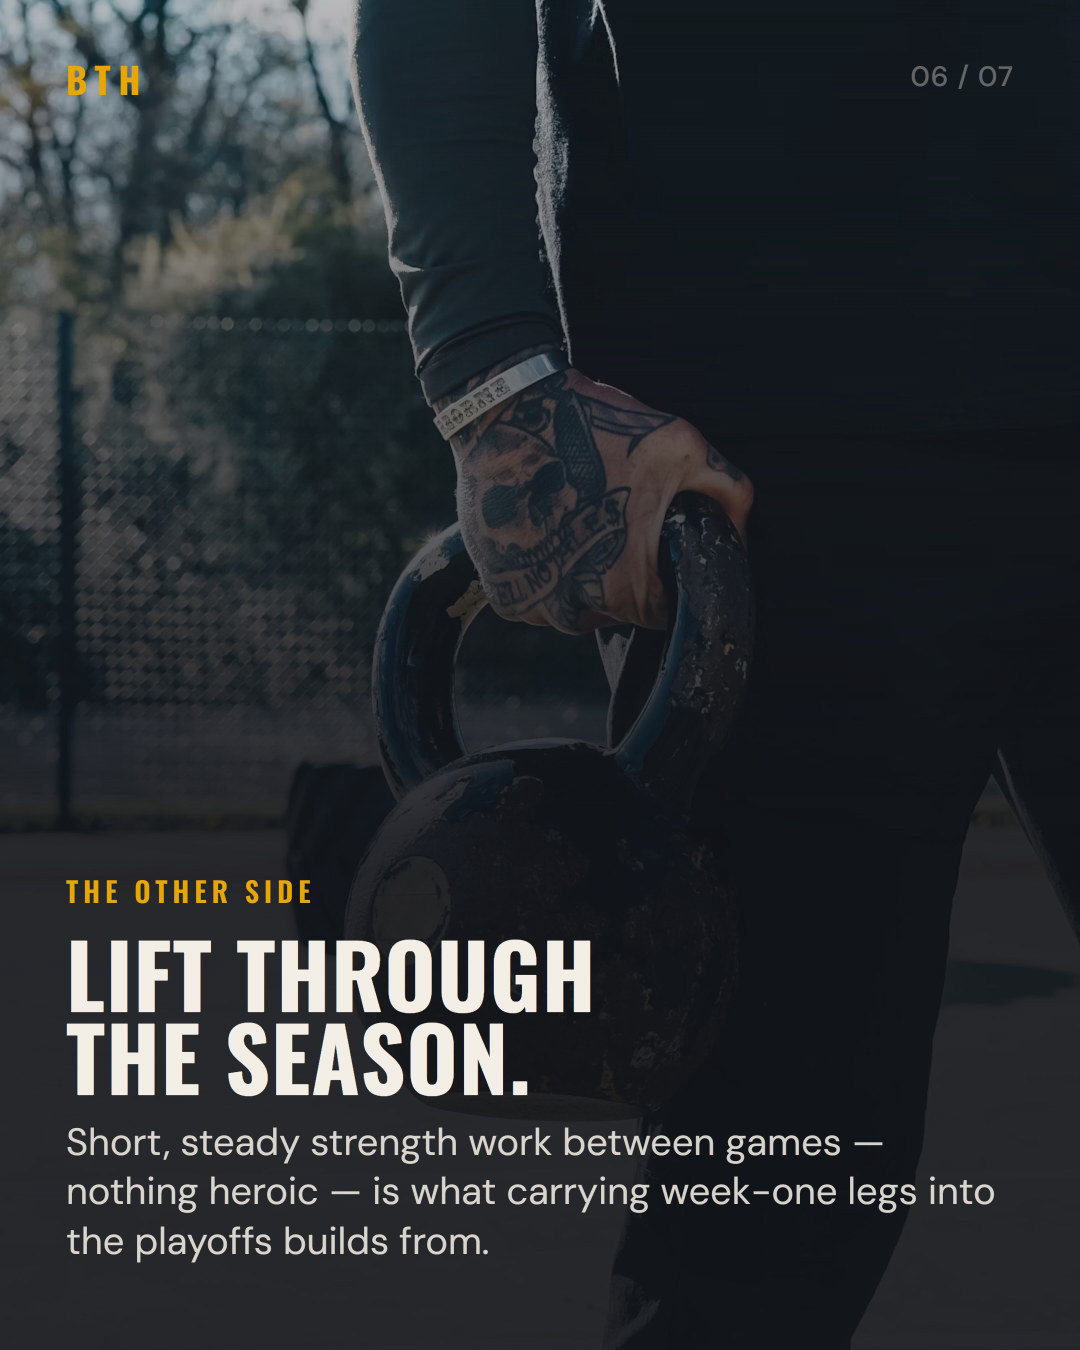 BTH
06 / 07
THE OTHER SIDE
LIFT THROUGH
THE SEASON.
Short, steady strength work between games —
nothing heroic — is what carrying week-one legs into
the playoffs builds from.